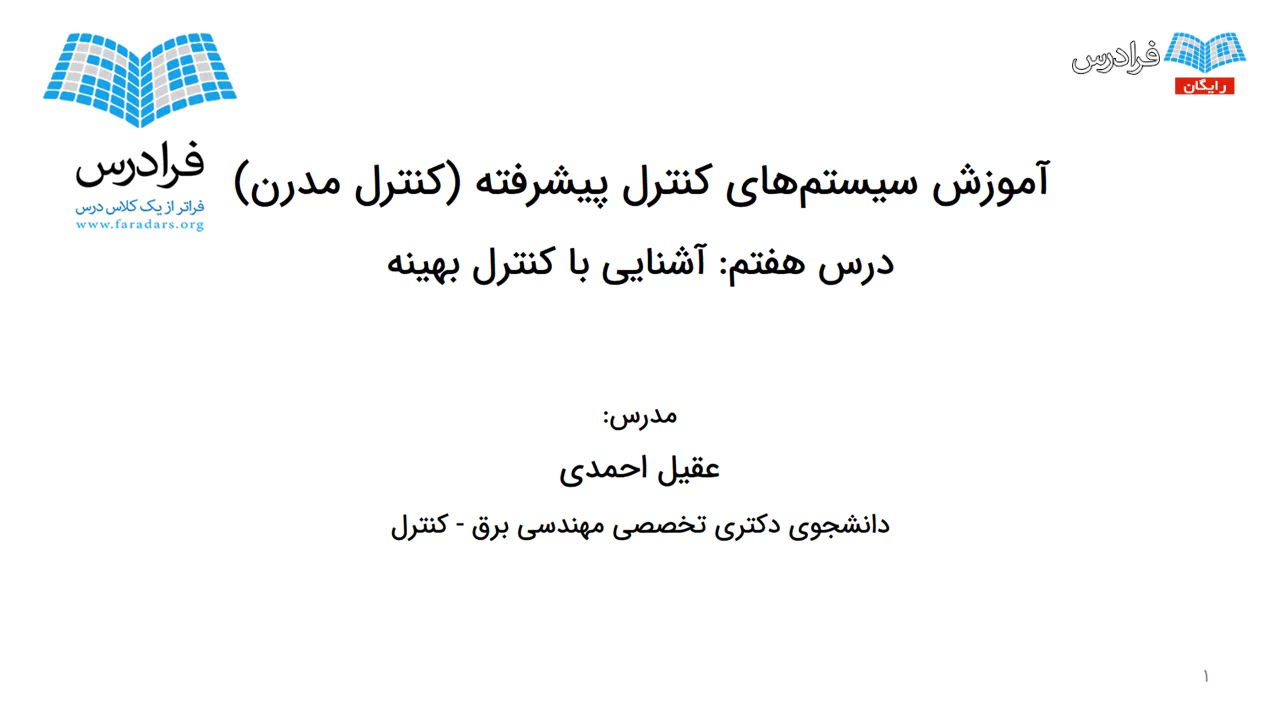 فرادرس
رایگان
فرادرس
فراتر از یک کلاس درس
www.faradars.org
آموزش سیستم‌های کنترل پیشرفته (کنترل مدرن)
درس هفتم: آشنایی با کنترل بهینه
مدرس:
عقیل احمدی
دانشجوی دکتری تخصصی مهندسی برق - کنترل
۱